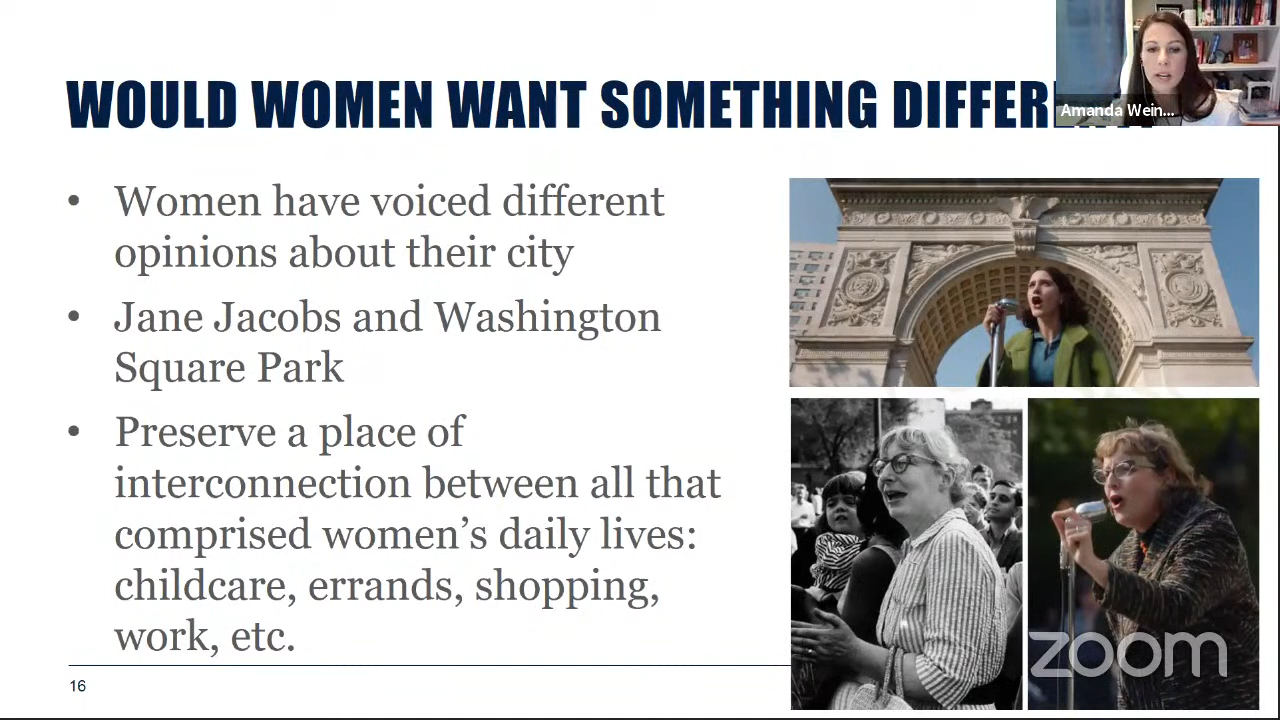 WOULD WOMEN WANT SOMETHING
Amanda Wein...
• Women have voiced different
opinions about their city
• Jane Jacobs and Washington
Square Park
• Preserve a place of
interconnection between all that
comprised women’s daily lives:
childcare, errands, shopping,
work, etc.
16
zoom